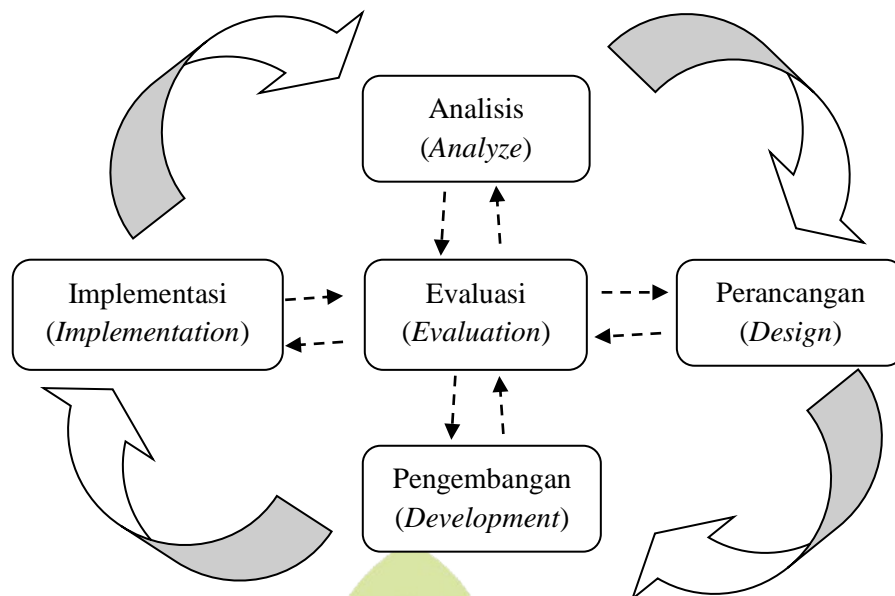 Analisis
(Analyze)
Implementasi
(Implementation)
Evaluasi
(Evaluation)
Perancangan
(Design)
Pengembangan
(Development)